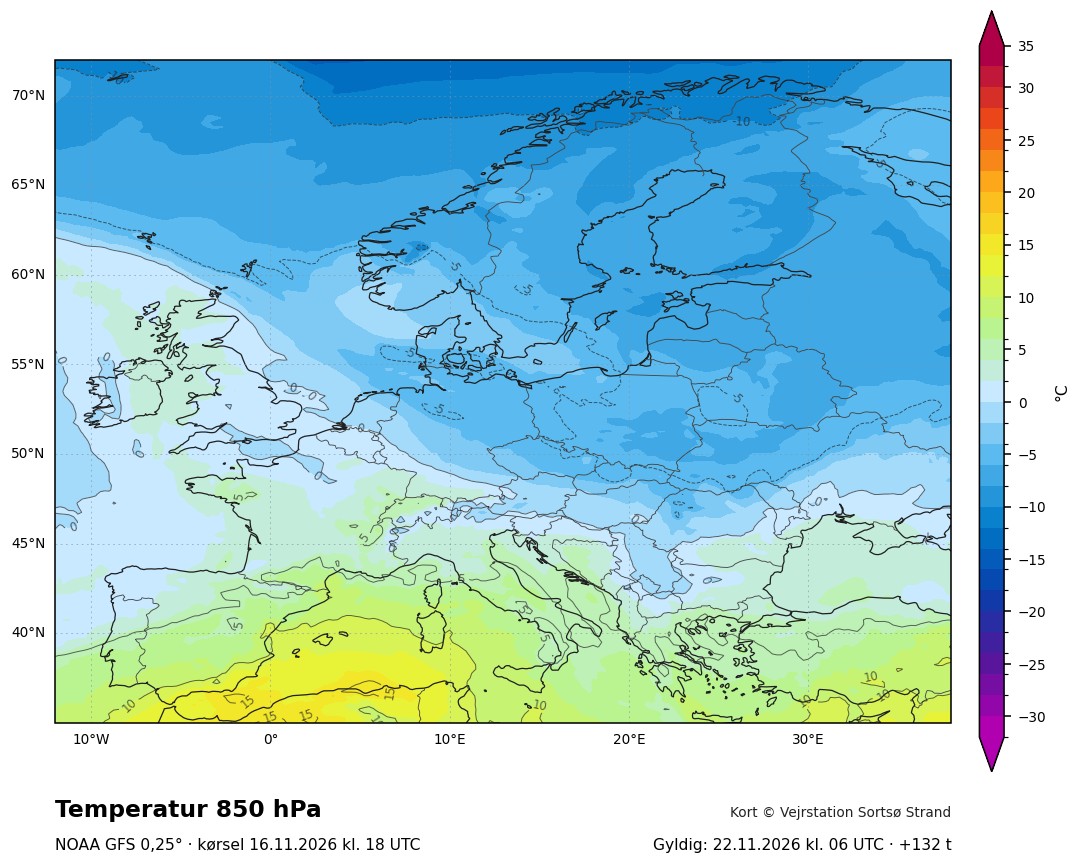 35
30
25
20
15
10
5
0
−5
−10
−15
−20
−25
−30
°C
70°N
65°N
60°N
55°N
50°N
45°N
40°N
10°W
0°
10°E
20°E
30°E
Temperatur 850 hPa
Kort © Vejrstation Sortsø Strand
NOAA GFS 0,25° · kørsel 16.11.2026 kl. 18 UTC
Gyldig: 22.11.2026 kl. 06 UTC · +132 t